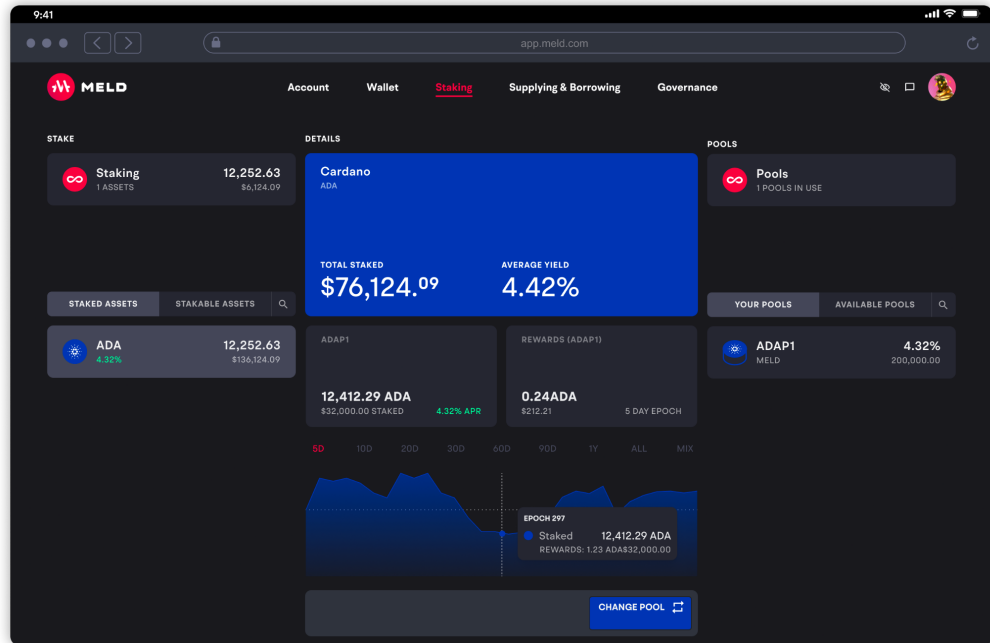 9:41
app.meld.com
MELD
Account Wallet Staking Supplying & Borrowing Governance
STAKE
Staking 12,252.63
1 ASSETS $6,124.09
STAKED ASSETS STAKABLE ASSETS
ADA 12,252.63
4.32% $136,124.09
DETAILS
Cardano
ADA
TOTAL STAKED AVERAGE YIELD
$76,124.09 4.42%
ADAP1
12,412.29 ADA
$32,000.00 STAKED 4.32% APR
REWARDS (ADAP1)
0.24ADA
$212.21 5 DAY EPOCH
5D 10D 20D 30D 60D 90D 1Y ALL MIX
EPOCH 297
Staked 12,412.29 ADA
REWARDS: 1.23 ADA$32,000.00
CHANGE POOL
POOLS
Pools
1 POOLS IN USE
YOUR POOLS AVAILABLE POOLS
ADAP1 4.32%
MELD 200,000.00